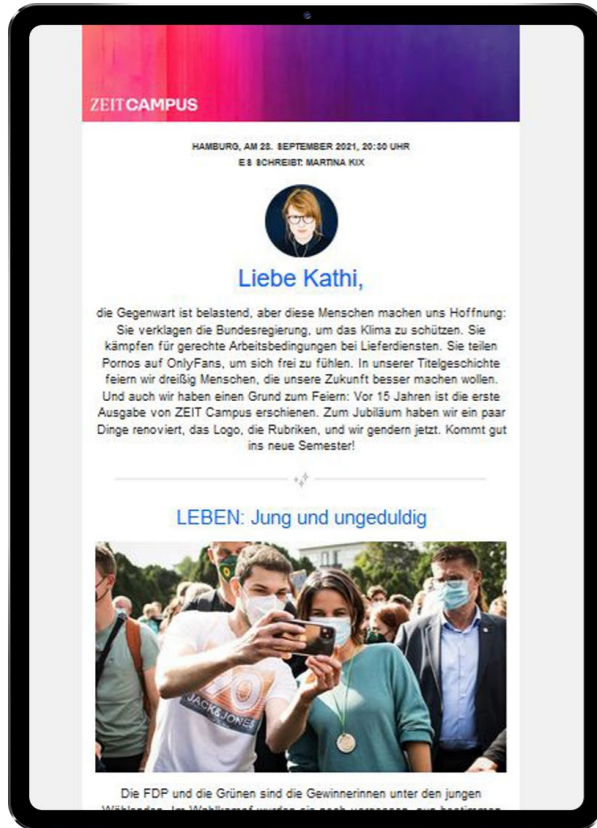 ZEIT CAMPUS
HAMBURG, AM 28. SEPTEMBER 2021, 20:30 UHR
ES SCHREIBT: MARTINA KIX
Liebe Kathi,
die Gegenwart ist belastend, aber diese Menschen machen uns Hoffnung:
Sie verklagen die Bundesregierung, um das Klima zu schützen. Sie
kämpfen für gerechte Arbeitsbedingungen bei Lieferdiensten. Sie teilen
Pornos auf OnlyFans, um sich frei zu fühlen. In unserer Titelgeschichte
feiern wir dreißig Menschen, die unsere Zukunft besser machen wollen.
Und auch wir haben einen Grund zum Feiern: Vor 15 Jahren ist die erste
Ausgabe von ZEIT Campus erschienen. Zum Jubiläum haben wir ein paar
Dinge renoviert, das Logo, die Rubriken, und wir gendern jetzt. Kommt gut
ins neue Semester!
LEBEN: Jung und ungeduldig
JACK&JONES
Die FDP und die Grünen sind die Gewinnerinnen unter den jungen